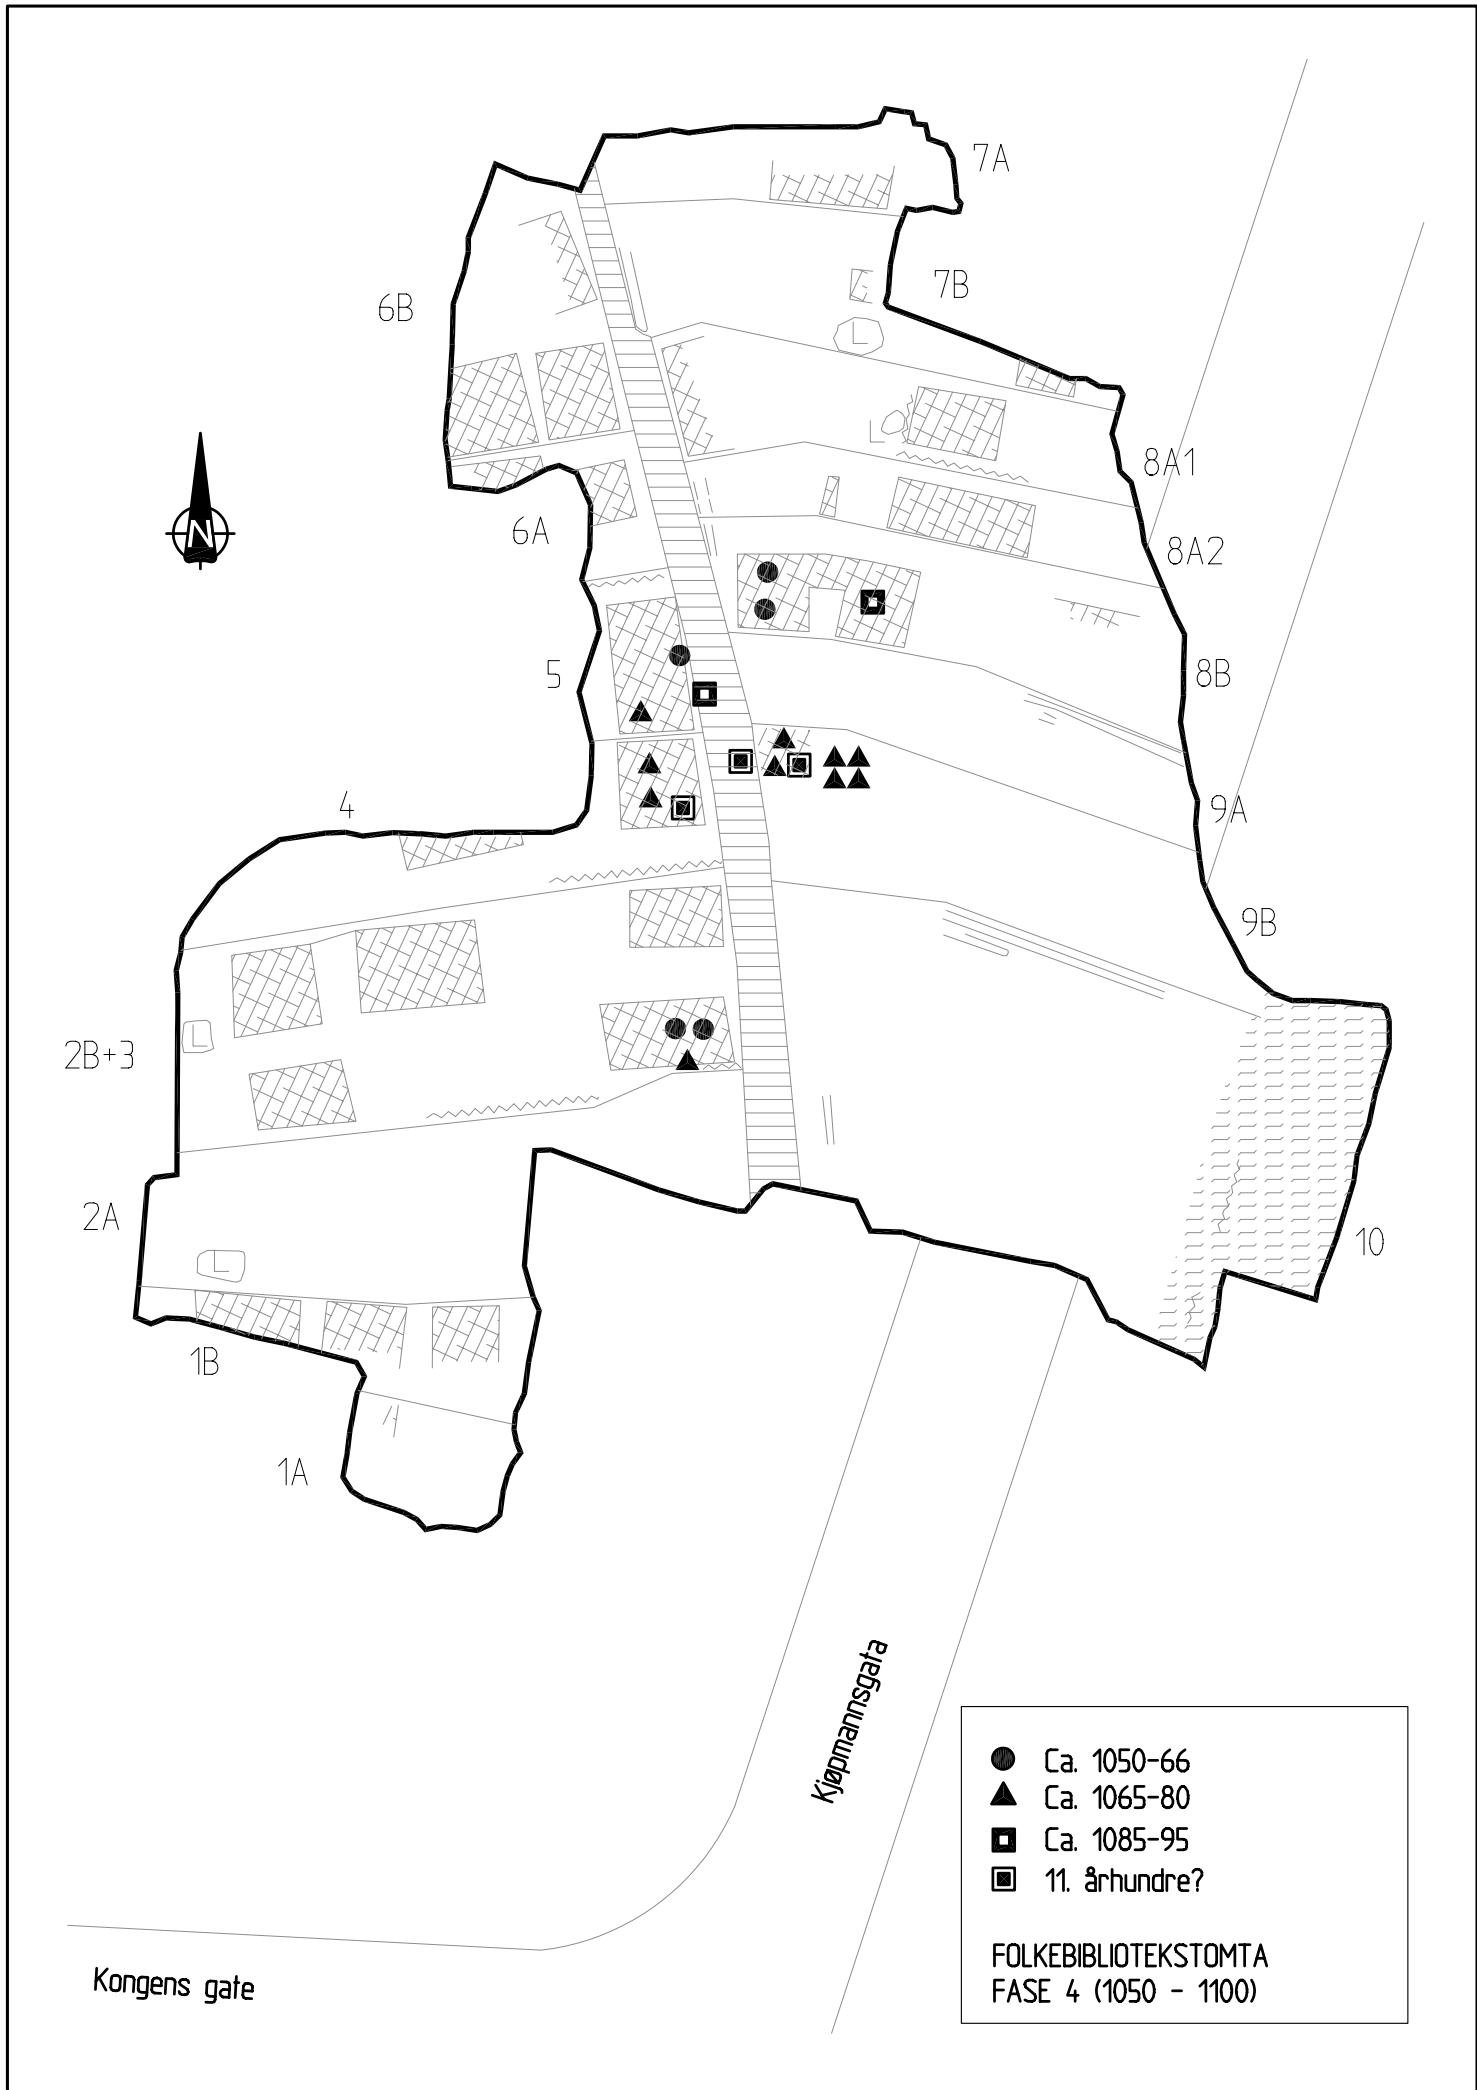 7A
7B
6B
8A1
N
6A
8A2
5
8B
4
9A
9B
2B+3
2A
10
1B
1A
Kjøpmannsgata
Kongens gate
Ca. 1050-66
Ca. 1065-80
Ca. 1085-95
11. århundre?
FOLKEBIBLIOTEKSTOMTA
FASE 4 (1050 - 1100)
L
L
L
L